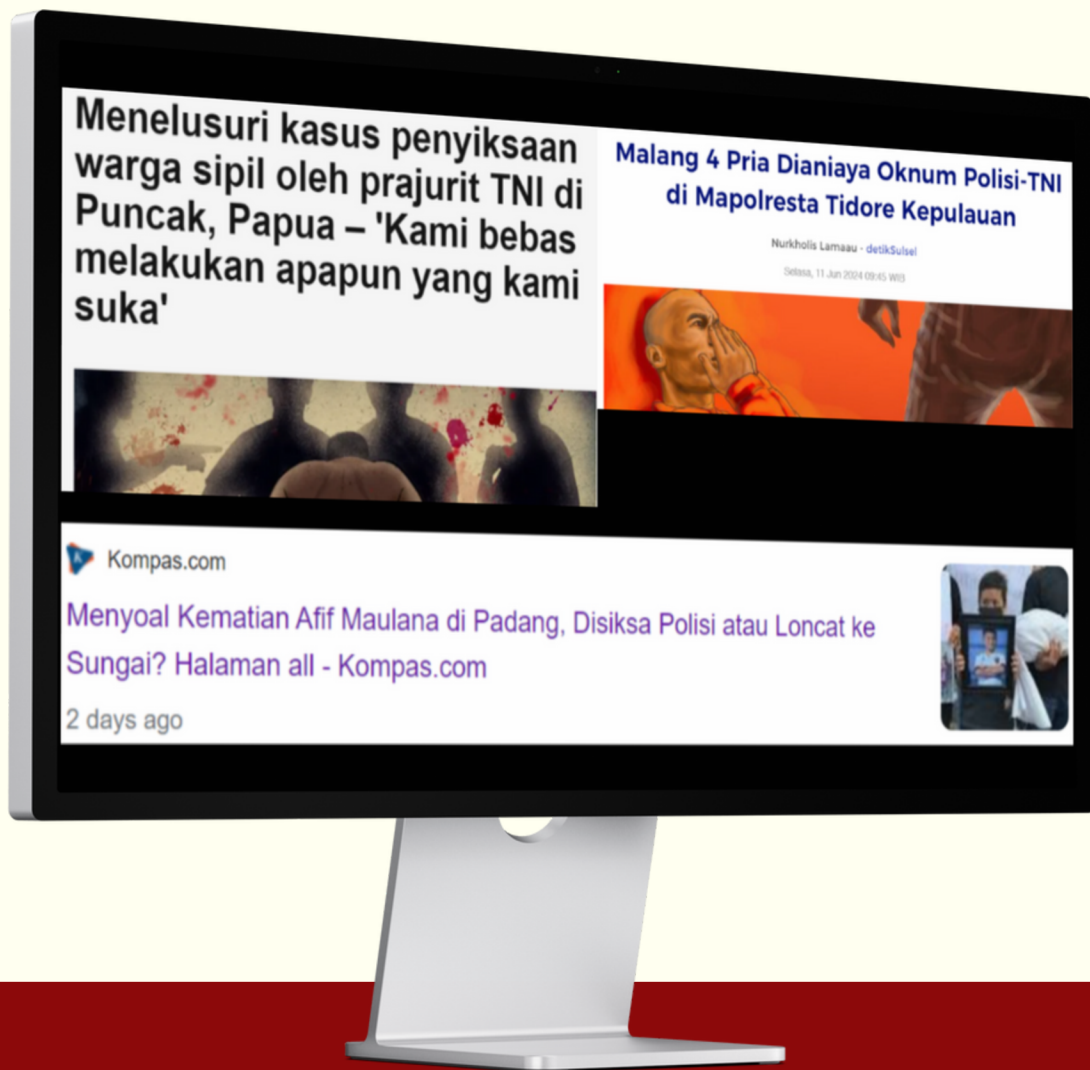 Menelusuri kasus penyiksaan
warga sipil oleh prajurit TNI di
Puncak, Papua – 'Kami bebas
melakukan apapun yang kami
suka'
Malang 4 Pria Dianiaya Oknum Polisi-TNI
di Mapolresta Tidore Kepulauan
Nurkholis Lamaau - detikSulsel
Selasa, 11 Jun 2024 09:45 WIB
Kompas.com
Menyoal Kematian Afif Maulana di Padang, Disiksa Polisi atau Loncat ke
Sungai? Halaman all - Kompas.com
2 days ago